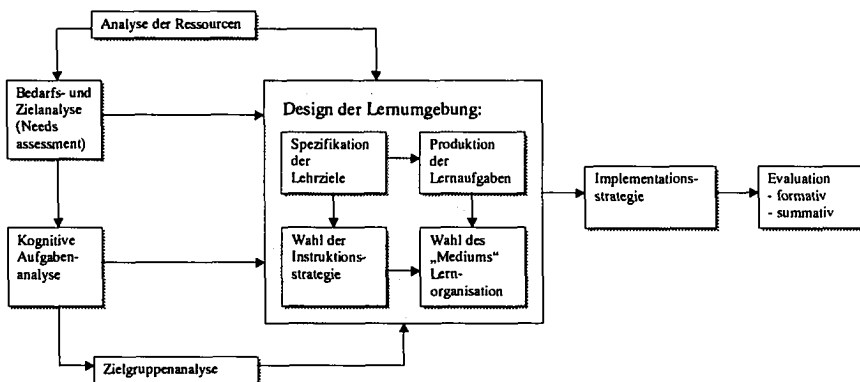 Analyse der Ressourcen
Bedarfs- und
Zielanalyse
(Needs
assessment)
Design der Lernumgebung:
Spezifikation
der
Lehrziele
Produktion
der
Lernaufgaben
Implementations-
strategie
Evaluation
- formativ
- summativ
Kognitive
Aufgaben-
analyse
Wahl der
Instruktions-
strategie
Wahl des
„Mediums“
Lern-
organisation
Zielgruppenanalyse